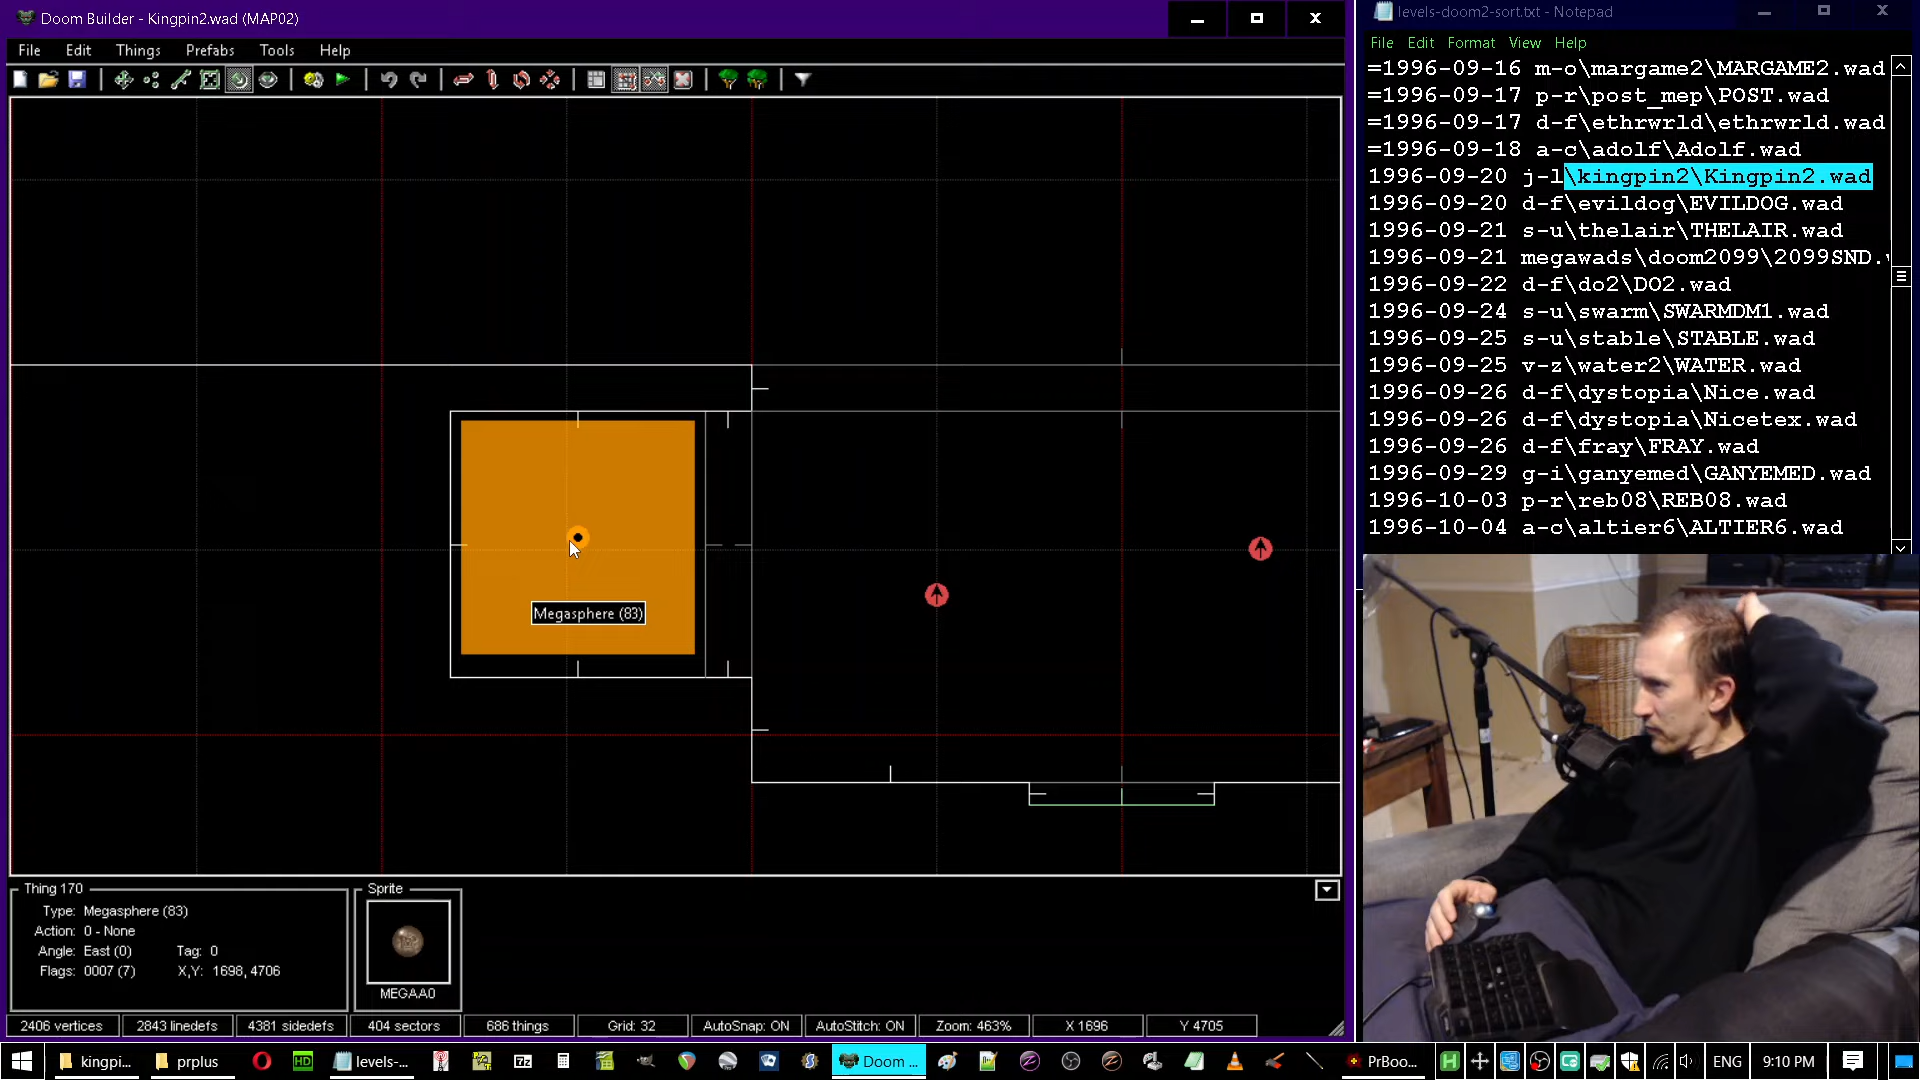 Doom Builder - Kingpin2.wad (MAP02)
File Edit Things Prefabs Tools Help
Megasphere (83)
Thing 170
Type: Megasphere (83)
Action: 0 - None
Angle: East (0) Tag: 0
Flags: 0007 (7) X,Y: 1698, 4706
Sprite
MEGAA0
2406 vertices 2843 linedefs 4381 sidedefs 404 sectors 686 things Grid: 32 AutoSnap: ON AutoStitch: ON Zoom: 463% X 1696 Y 4705
levels-doom2-sort.txt - Notepad
File Edit Format View Help
=1996-09-16 m-o\margame2\MARGAME2.wad
=1996-09-17 p-r\post_mep\POST.wad
=1996-09-17 d-f\ethrwrld\ethrwrld.wad
=1996-09-18 a-c\adolf\Adolf.wad
1996-09-20 j-l\kingpin2\Kingpin2.wad
1996-09-20 d-f\evildog\EVILDOG.wad
1996-09-21 s-u\thelair\THELAIR.wad
1996-09-21 megawads\doom2099\2099SND.
1996-09-22 d-f\do2\DO2.wad
1996-09-24 s-u\swarm\SWARMDM1.wad
1996-09-25 s-u\stable\STABLE.wad
1996-09-25 v-z\water2\WATER.wad
1996-09-26 d-f\dystopia\Nice.wad
1996-09-26 d-f\dystopia\Nicetex.wad
1996-09-26 d-f\fray\FRAY.wad
1996-09-29 g-i\ganyemed\GANYEMED.wad
1996-10-03 p-r\reb08\REB08.wad
1996-10-04 a-c\altier6\ALTIER6.wad
kingpi... prplus HD levels-... 7z Doom ... PrBoo... ENG 9:10 PM